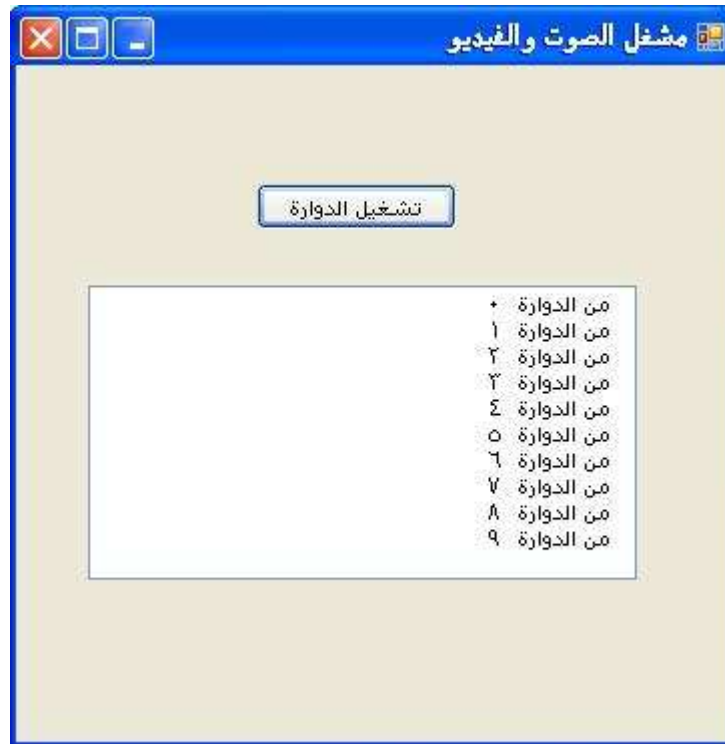 مشغل الصوت والفيديو
تشغيل الدوارة
من الدوارة ٠
من الدوارة ١
من الدوارة ٢
من الدوارة ٣
من الدوارة ٤
من الدوارة ٥
من الدوارة ٦
من الدوارة ٧
من الدوارة ٨
من الدوارة ٩